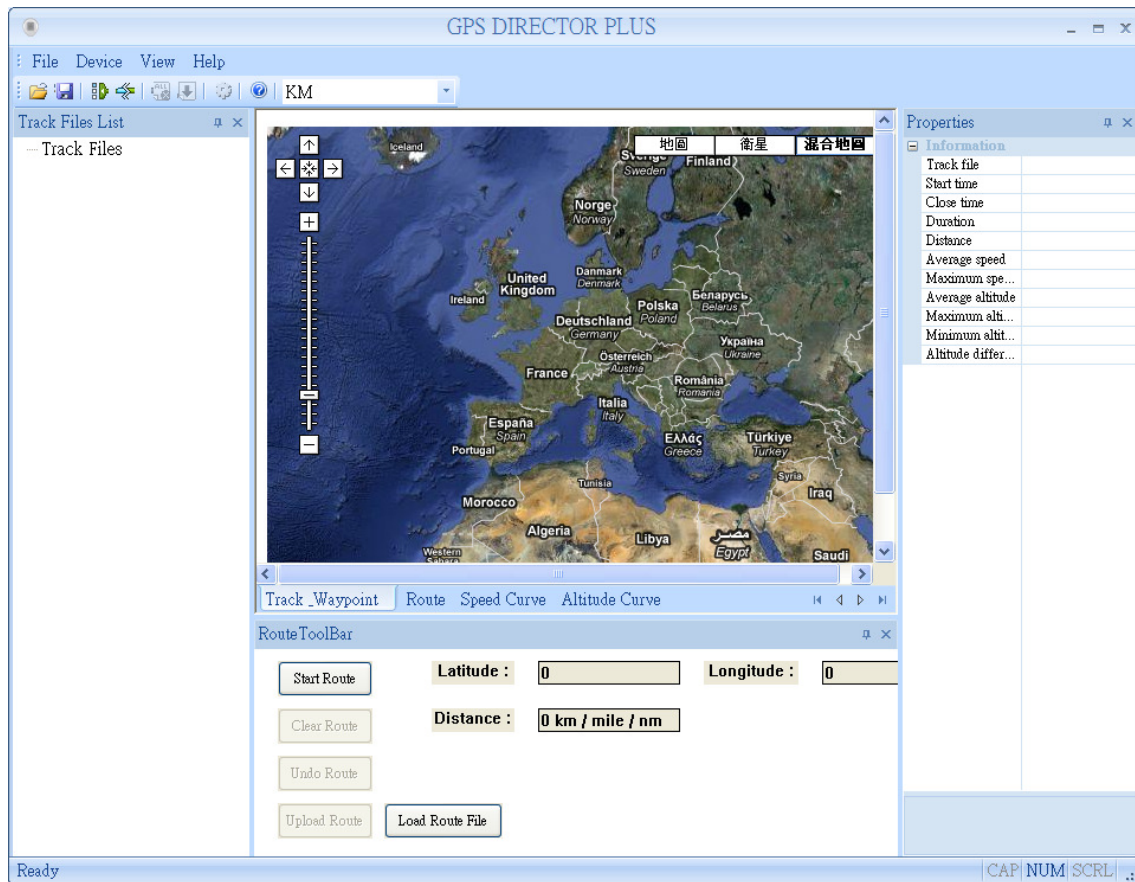 GPS DIRECTOR PLUS
File Device View Help
KM
Track Files List
Track Files
地圖 衛星 混合地圖
Iceland
Sverige
Sweden
Finland
Norge
Norway
United
Kingdom
Danmark
Denmark
Ireland
Polska
Poland
Беларусь
Belarus
Deutschland
Germany
Україна
Ukraine
Österreich
Austria
France
România
Romania
Italia
Italy
España
Spain
Portugal
Ελλάς
Greece
Türkiye
Turkey
Syria
Tunisia
Iraq
Morocco
Algeria
Libya
مصر
Egypt
Saudi
Western
Sahara
Track _Waypoint Route Speed Curve Altitude Curve
RouteToolBar
Start Route Latitude : 0 Longitude : 0
Clear Route Distance : 0 km / mile / nm
Undo Route
Upload Route Load Route File
Properties
Information
Track file
Start time
Close time
Duration
Distance
Average speed
Maximum spe...
Average altitude
Maximum alti...
Minimum altit...
Altitude differ...
Ready CAP NUM SCRL